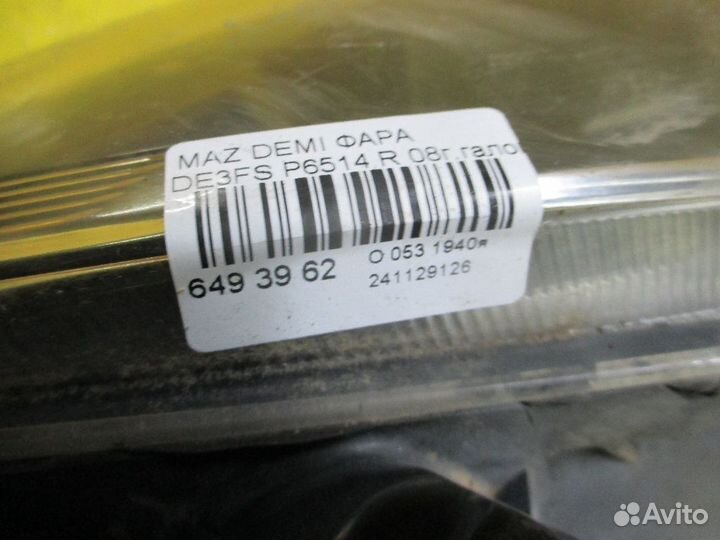 MAZ DEMI ФАРА
DE3FS P6514 R 08г.гало
649 39 62
О 053 1940я
241129126
Avito